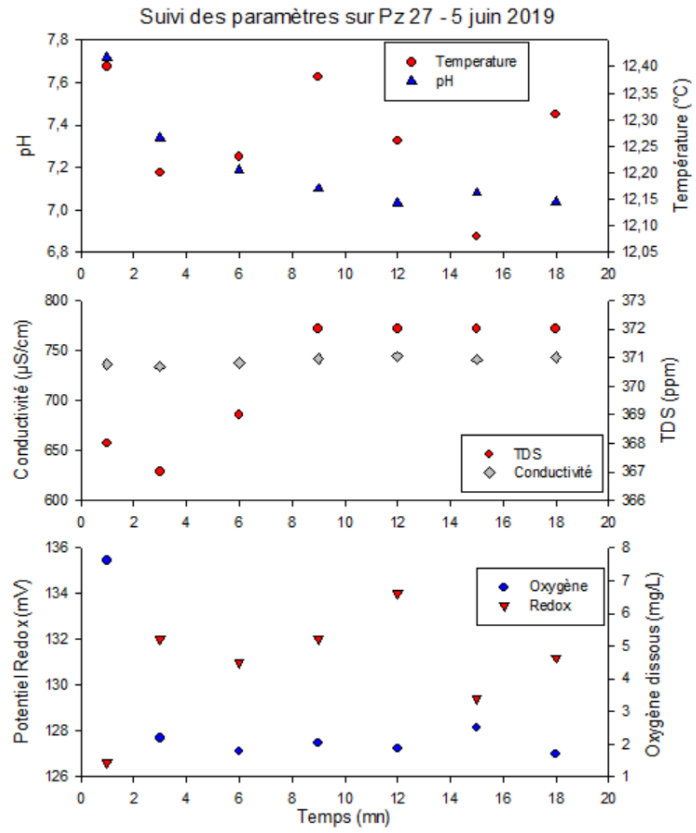 Suivi des paramètres sur Pz 27 - 5 juin 2019
7,8
7,6
7,4
7,2
7,0
6,8
pH
Temperature
pH
12,40
12,35
12,30
12,25
12,20
12,15
12,10
12,05
Température (°C)
0 2 4 6 8 10 12 14 16 18 20
800
750
700
650
600
Conductivité (µS/cm)
TDS
Conductivité
373
372
371
370
369
368
367
366
TDS (ppm)
0 2 4 6 8 10 12 14 16 18 20
136
134
132
130
128
126
Potentiel Redox (mV)
Oxygène
Redox
8
7
6
5
4
3
2
1
Oxygène dissous (mg/L)
0 2 4 6 8 10 12 14 16 18 20
Temps (mn)